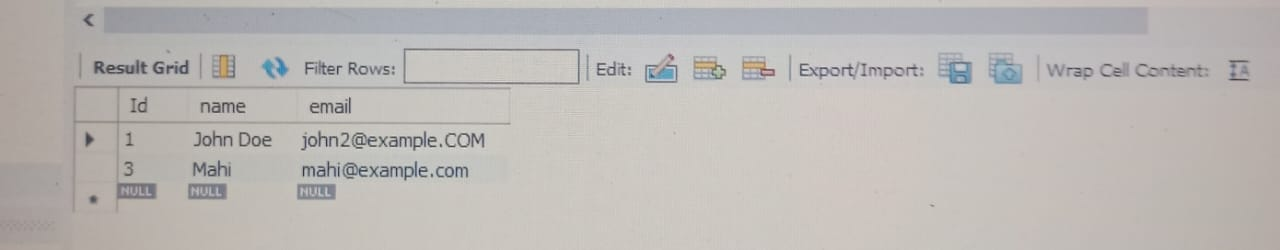 Result Grid Filter Rows: Edit: Export/Import: Wrap Cell Content: IA
Id name email
1 John Doe john2@example.COM
3 Mahi mahi@example.com
NULL NULL NULL